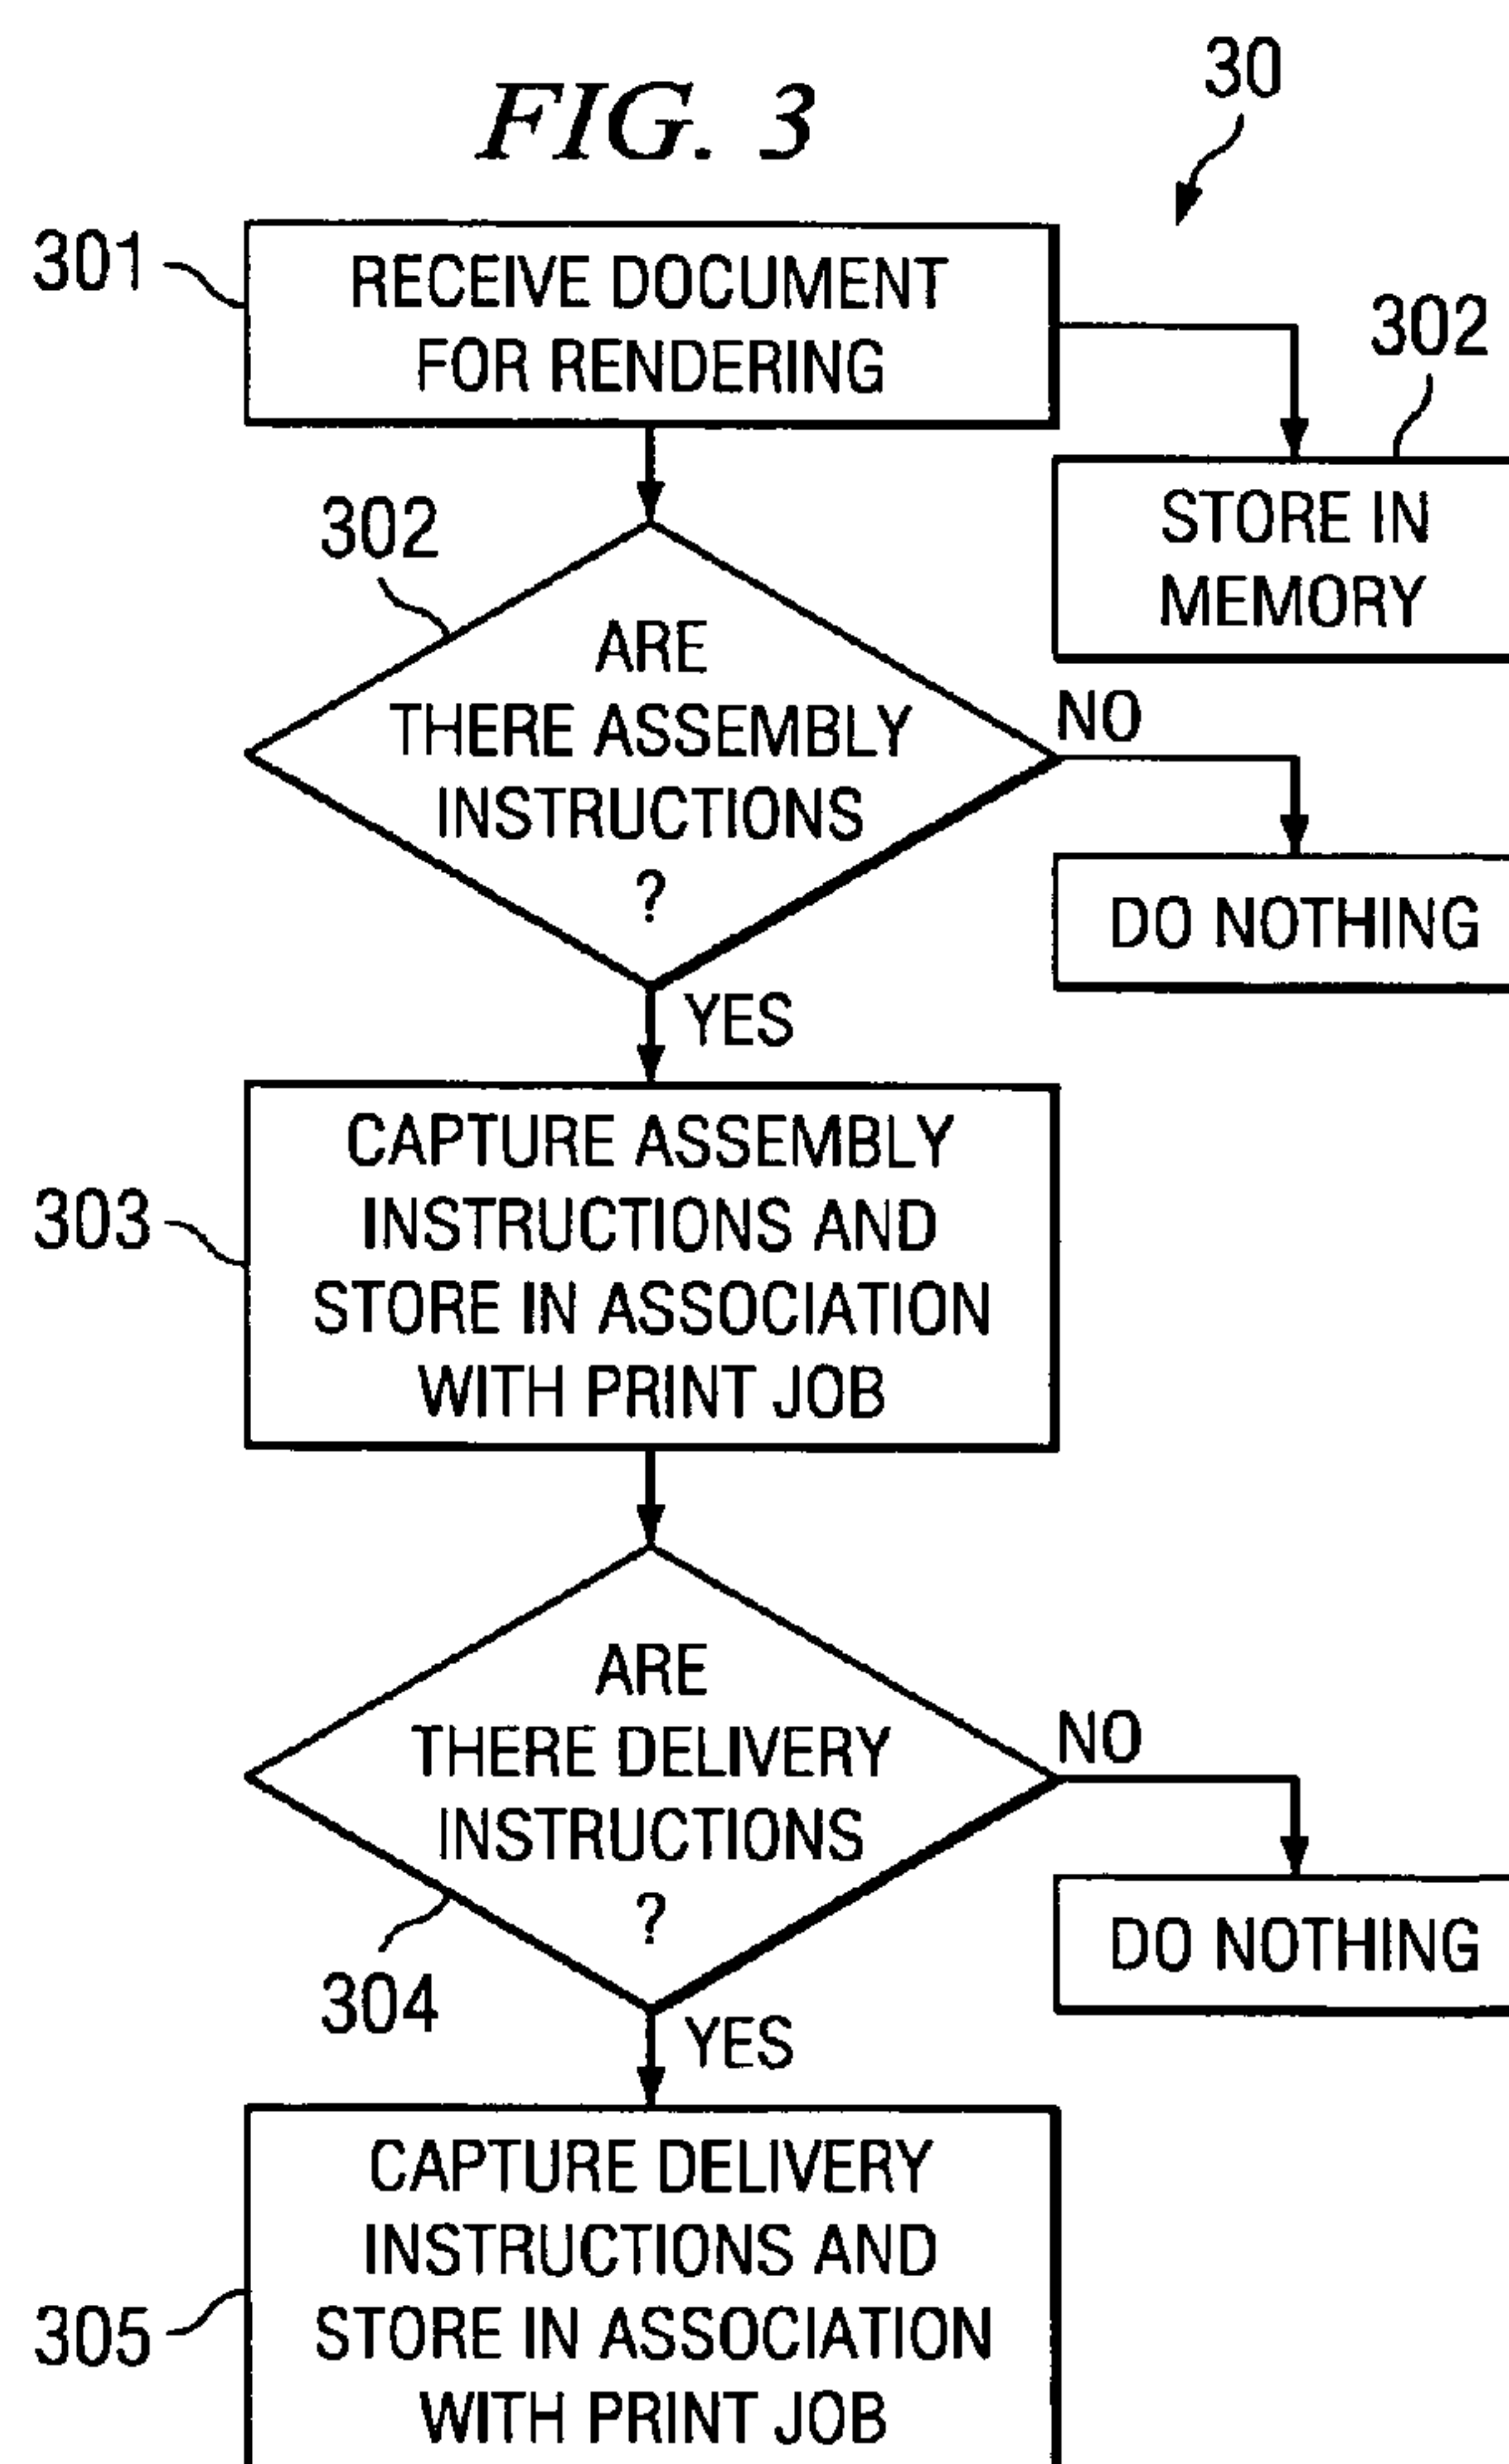 FIG. 3
30
301
RECEIVE DOCUMENT
FOR RENDERING
302
STORE IN
MEMORY
302
ARE
THERE ASSEMBLY
INSTRUCTIONS
?
NO
DO NOTHING
YES
303
CAPTURE ASSEMBLY
INSTRUCTIONS AND
STORE IN ASSOCIATION
WITH PRINT JOB
ARE
THERE DELIVERY
INSTRUCTIONS
?
NO
DO NOTHING
304
YES
305
CAPTURE DELIVERY
INSTRUCTIONS AND
STORE IN ASSOCIATION
WITH PRINT JOB